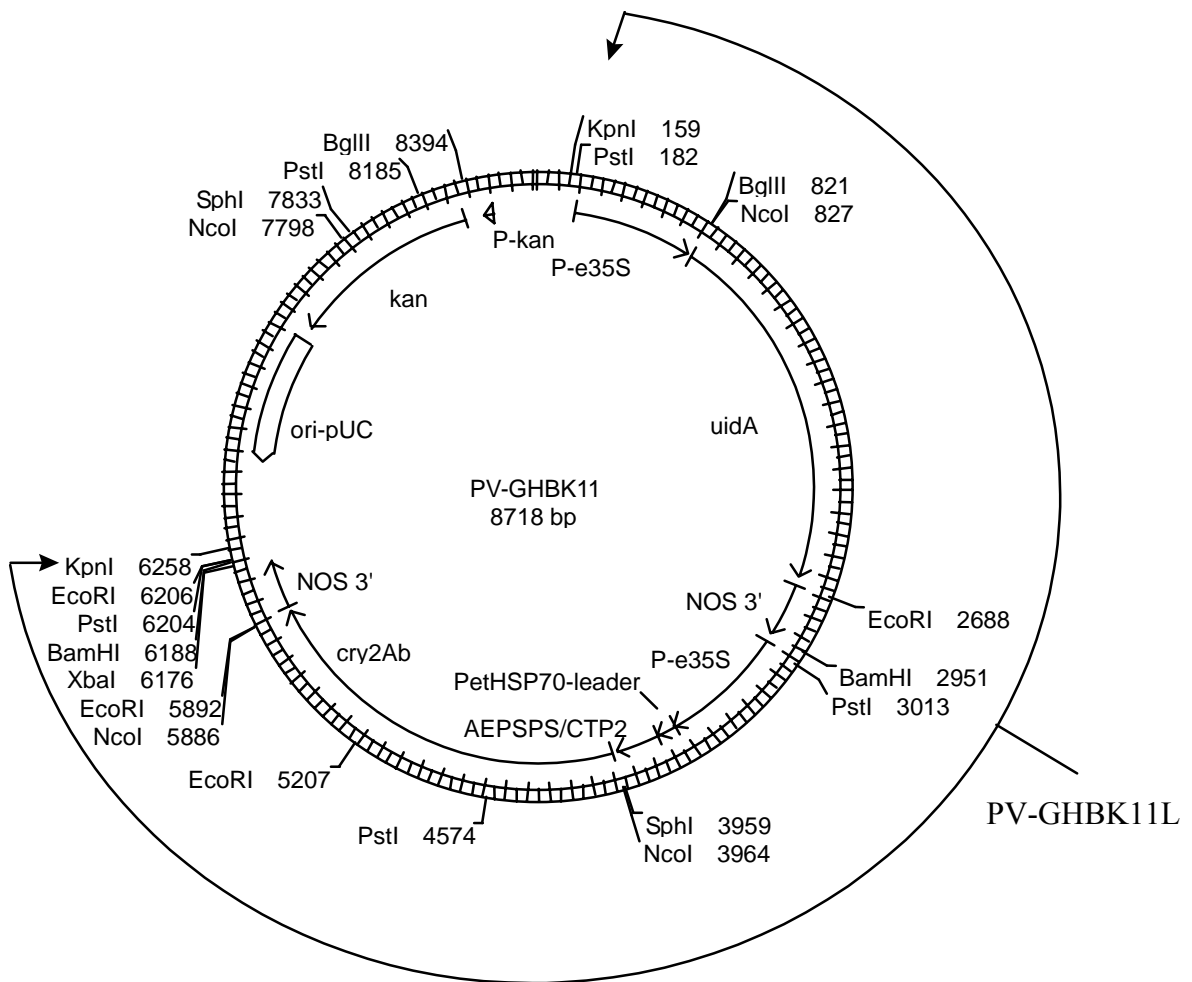 KpnI 159
PstI 182
BglII 821
NcoI 827
BglII 8394
PstI 8185
SphI 7833
NcoI 7798
P-kan
P-e35S
kan
uidA
ori-pUC
PV-GHBK11
8718 bp
KpnI 6258
EcoRI 6206
PstI 6204
BamHI 6188
XbaI 6176
EcoRI 5892
NcoI 5886
EcoRI 5207
PstI 4574
NOS 3'
cry2Ab
NOS 3'
P-e35S
PetHSP70-leader
AEPSPS/CTP2
EcoRI 2688
BamHI 2951
PstI 3013
SphI 3959
NcoI 3964
PV-GHBK11L